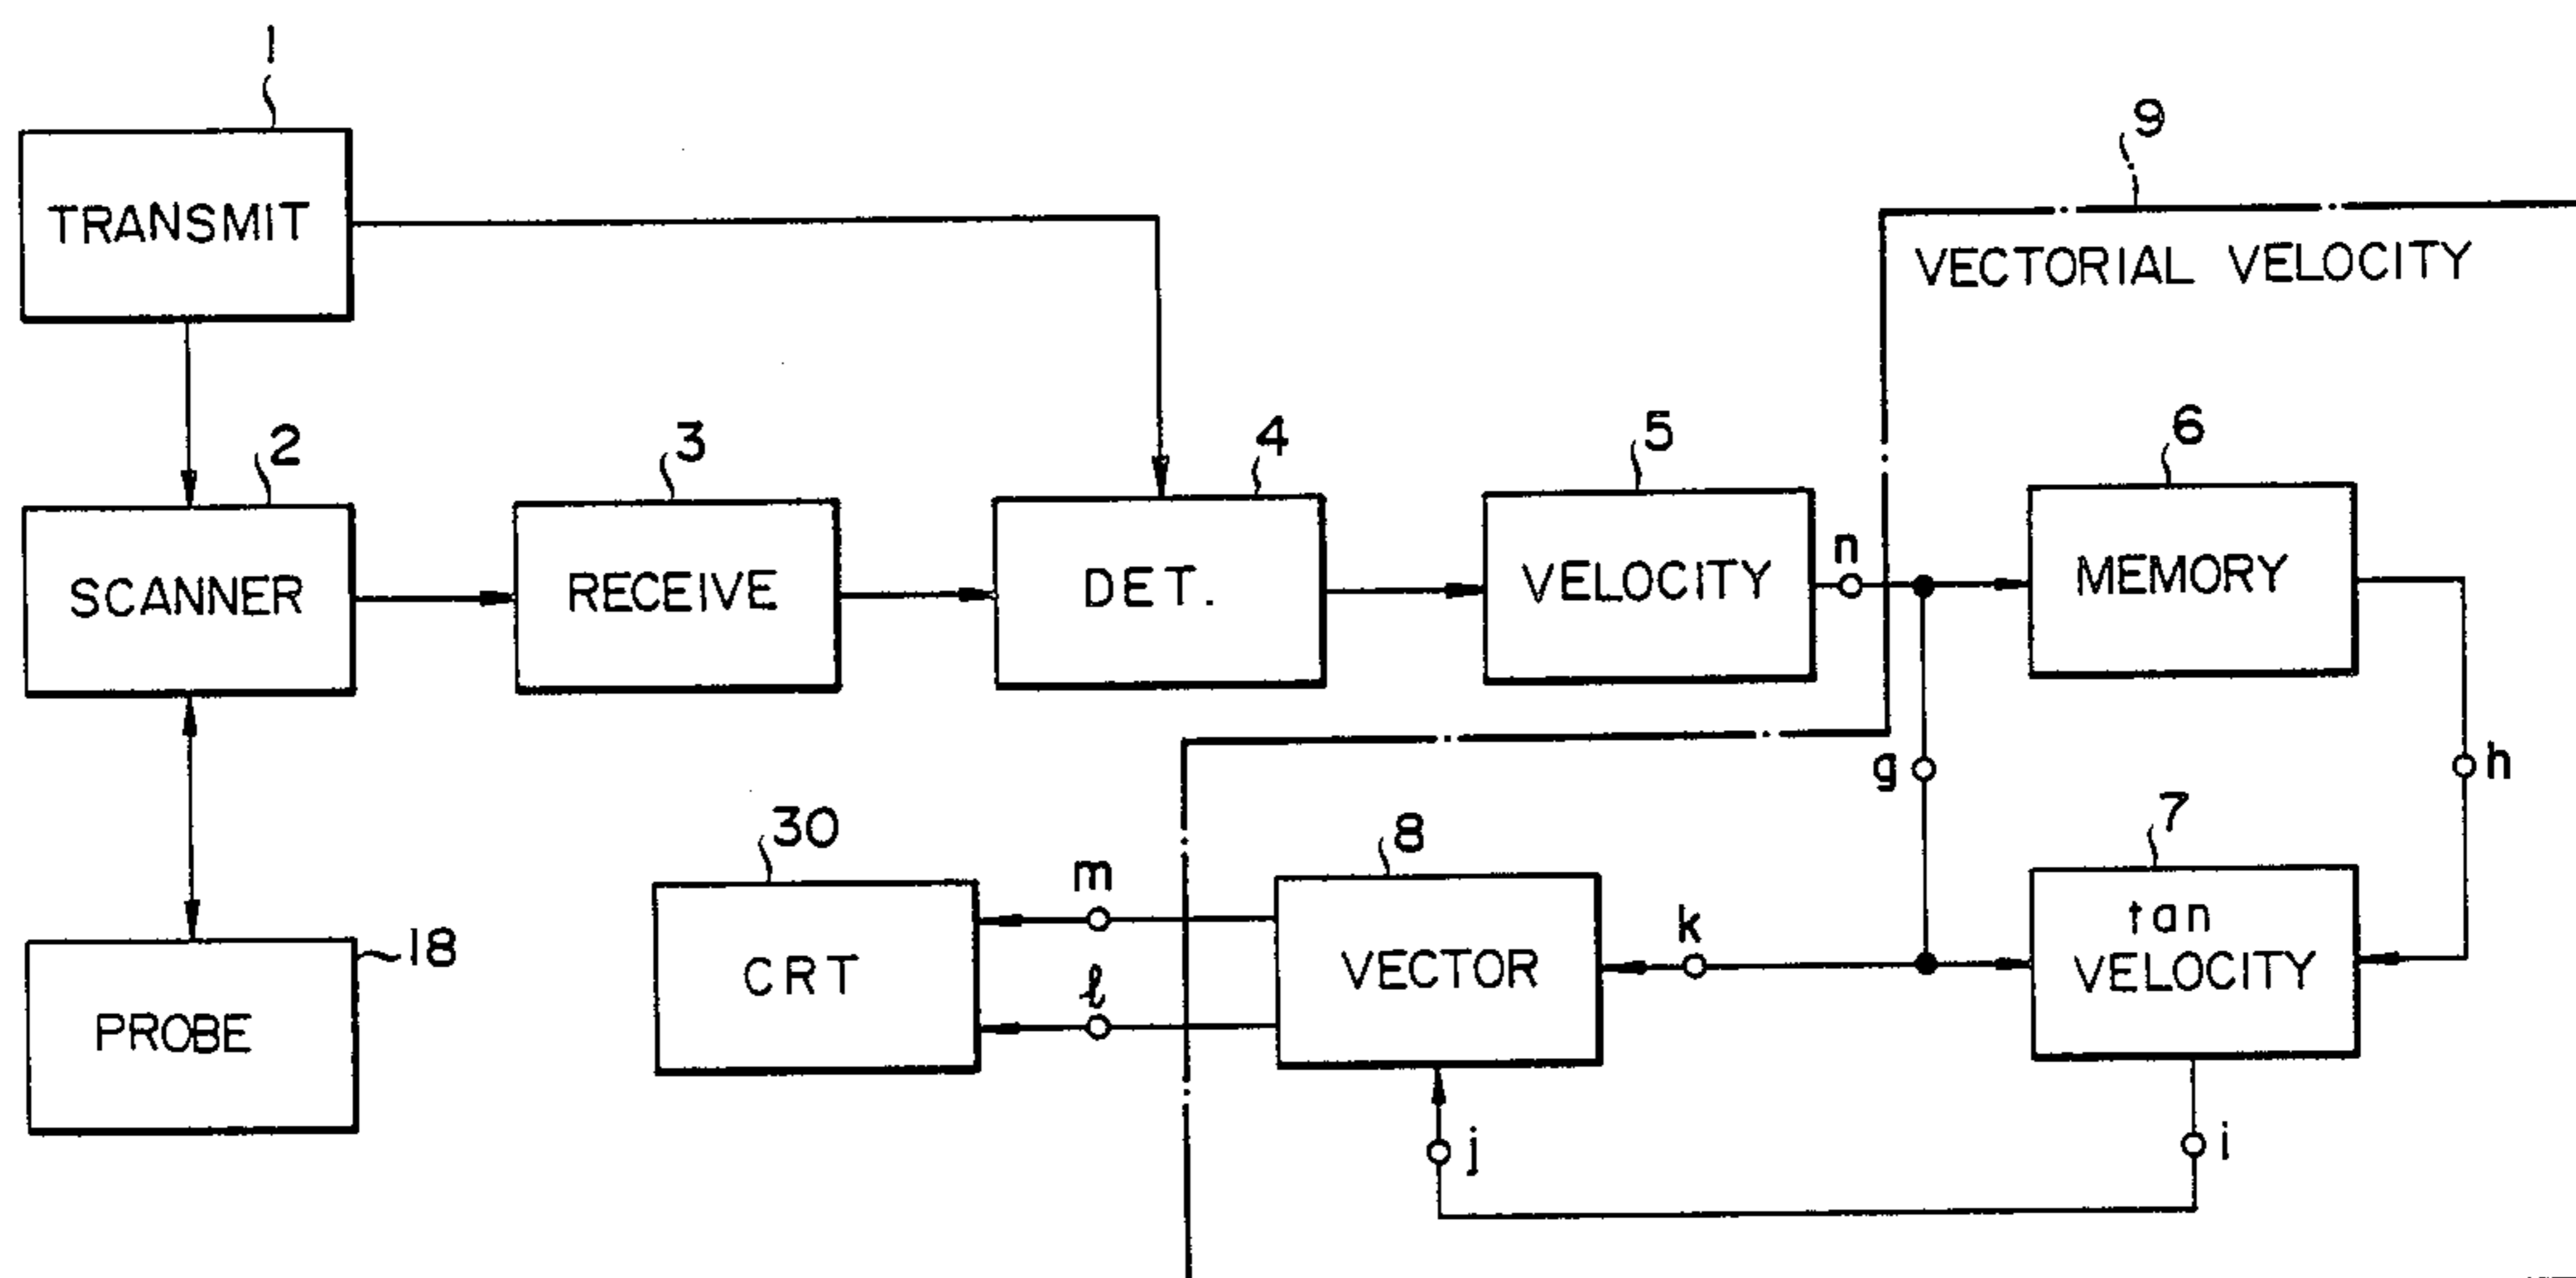 1
TRANSMIT
9
VECTORIAL VELOCITY
2
SCANNER
3
RECEIVE
4
DET.
5
VELOCITY
n
6
MEMORY
g
h
30
CRT
m
ℓ
8
VECTOR
k
7
tan
VELOCITY
18
PROBE
j
i